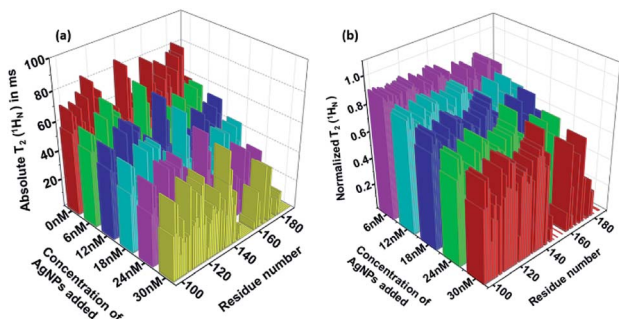 (a)
Absolute T₂ (¹Hɴ) in ms
100
80
60
40
20
0nM
6nM
12nM
18nM
24nM
30nM
Concentration of
AgNPs added
100
120
140
160
180
Residue number
(b)
Normalized T₂ (¹Hɴ)
1.0
0.8
0.6
0.4
0.2
6nM
12nM
18nM
24nM
30nM
Concentration of
AgNPs added
100
120
140
160
180
Residue number